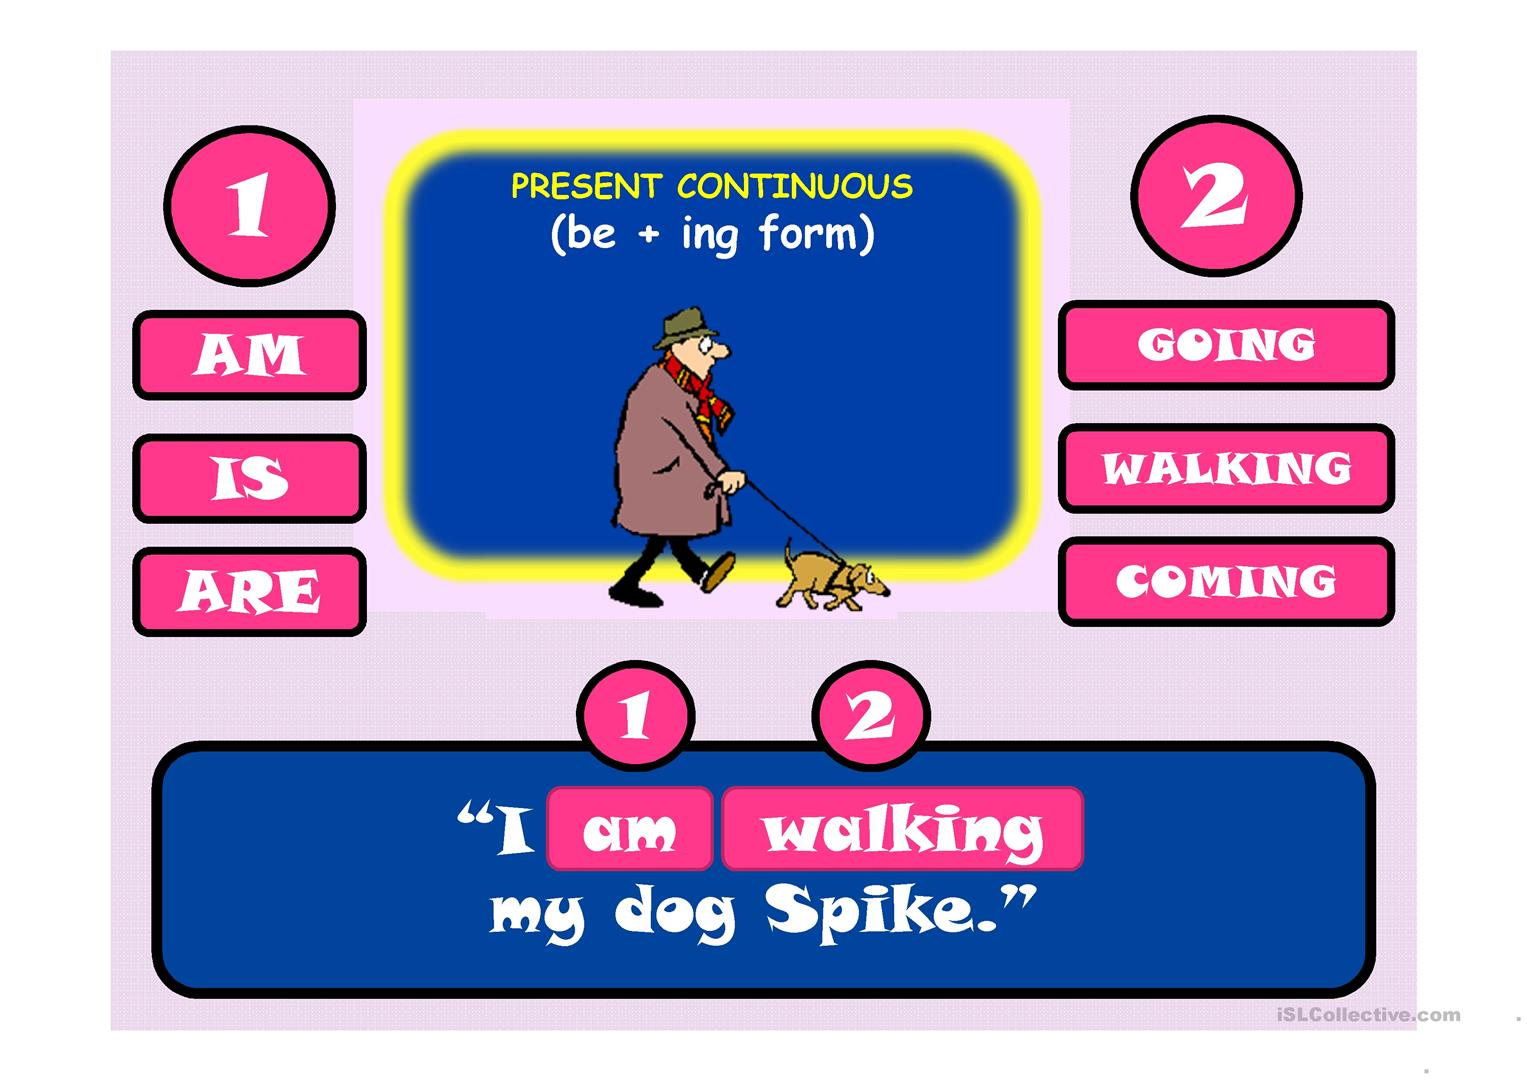 1
AM
IS
ARE
PRESENT CONTINUOUS
(be + ing form)
2
GOING
WALKING
COMING
1 2
“I am walking
my dog Spike.”
iSLCollective.com